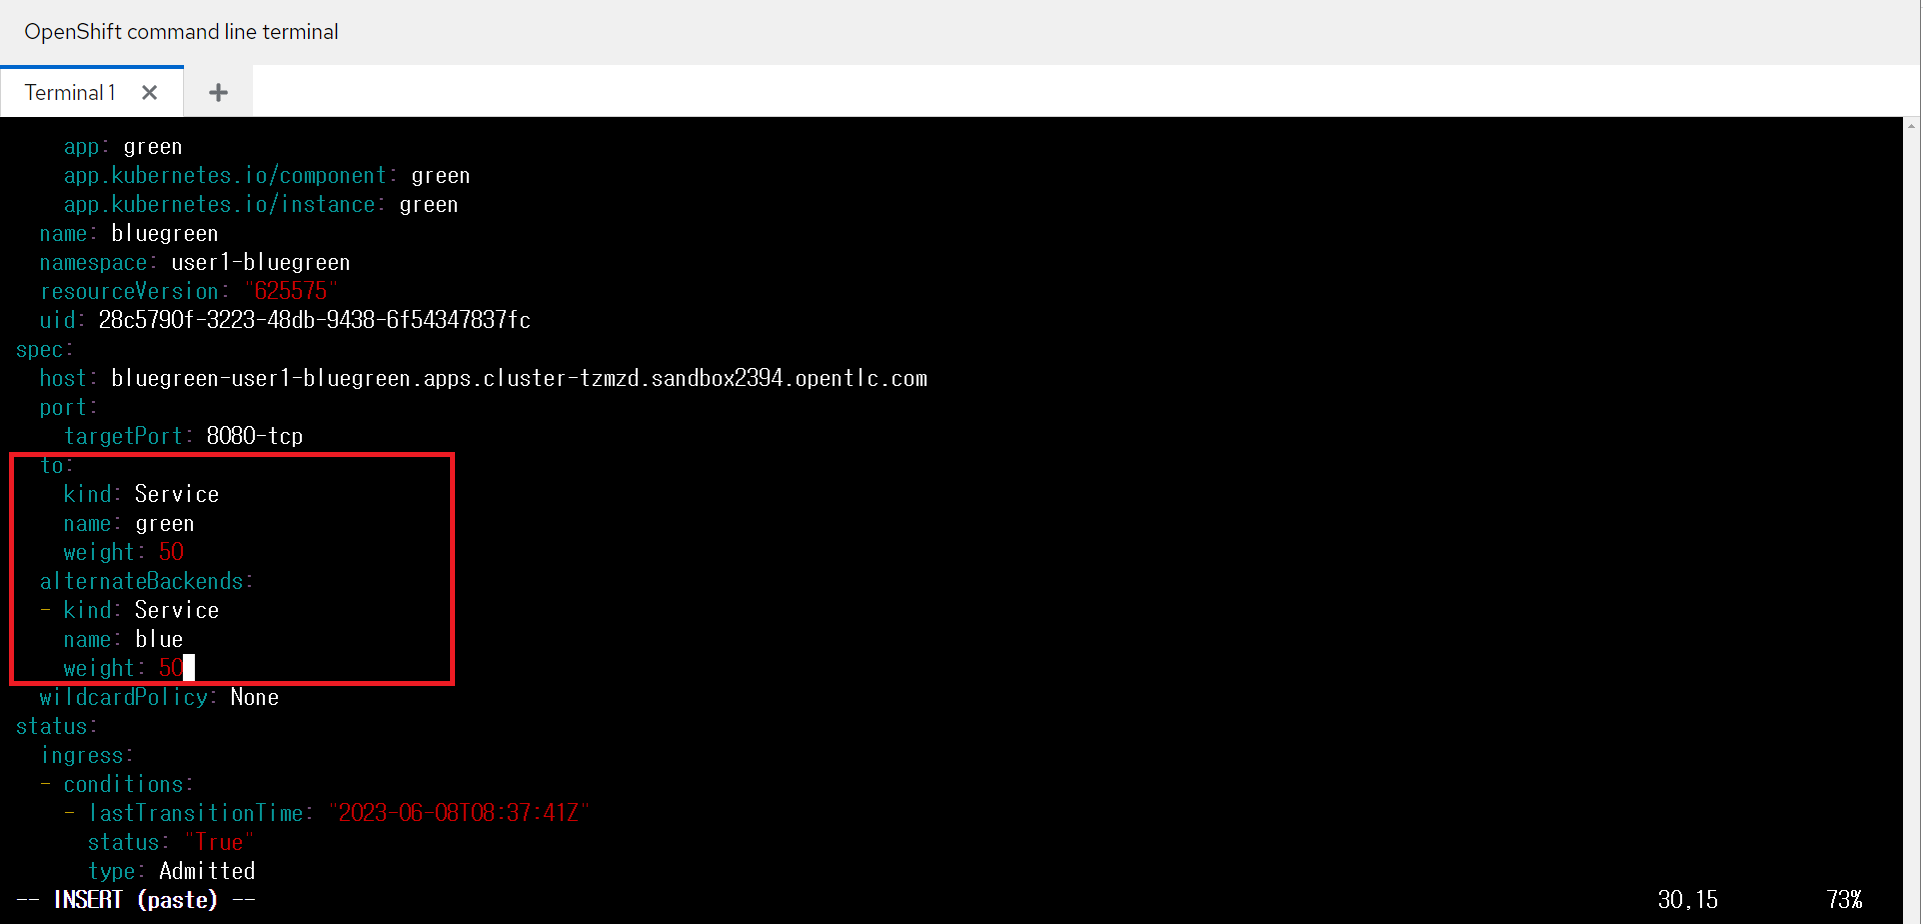 OpenShift command line terminal
Terminal 1
app: green
app.kubernetes.io/component: green
app.kubernetes.io/instance: green
name: bluegreen
namespace: user1-bluegreen
resourceVersion: "625575"
uid: 28c5790f-3223-48db-9438-6f54347837fc
spec:
host: bluegreen-user1-bluegreen.apps.cluster-tzmzd.sandbox2394.opentlc.com
port:
targetPort: 8080-tcp
to:
kind: Service
name: green
weight: 50
alternateBackends:
- kind: Service
name: blue
weight: 50
wildcardPolicy: None
status:
ingress:
- conditions:
- lastTransitionTime: "2023-06-08T08:37:41Z"
status: "True"
type: Admitted
-- INSERT (paste) -- 30,15 73%